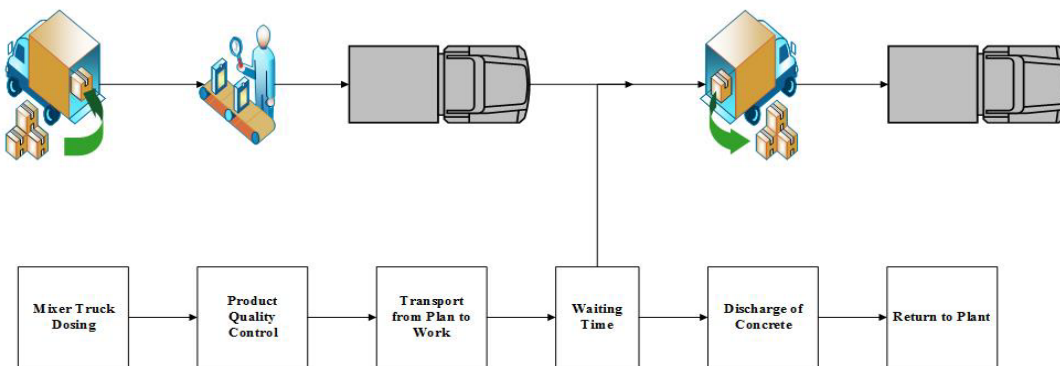 Mixer Truck
Dosing
Product
Quality
Control
Transport
from Plan to
Work
Waiting
Time
Discharge of
Concrete
Return to Plant